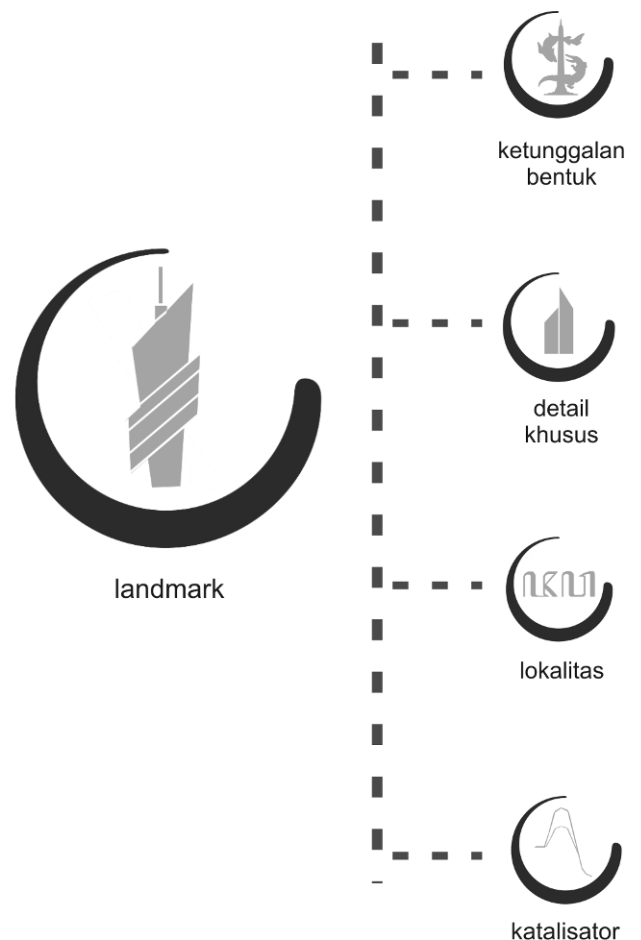 ketunggalan
bentuk
detail
khusus
landmark
lokalitas
katalisator